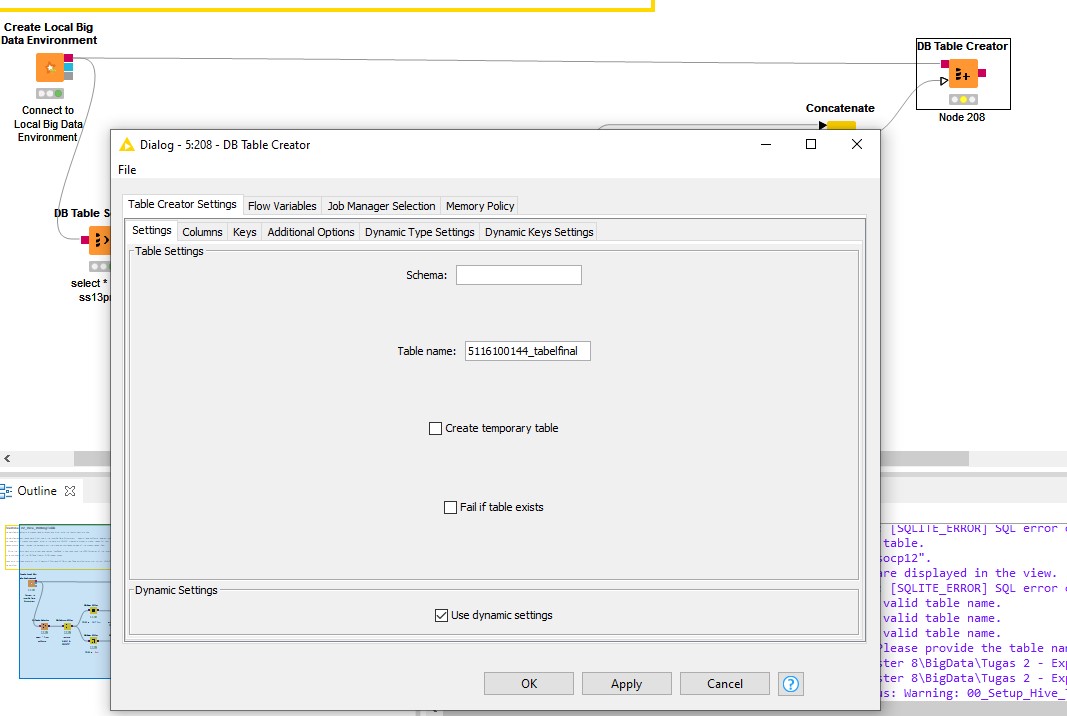 Create Local Big
Data Environment
Connect to
Local Big Data
Environment
DB Table Creator
Node 208
Concatenate
DB Table S
select *
ss13p
Dialog - 5:208 - DB Table Creator
File
Table Creator Settings
Flow Variables
Job Manager Selection
Memory Policy
Settings
Columns
Keys
Additional Options
Dynamic Type Settings
Dynamic Keys Settings
Table Settings
Schema:
Table name:
5116100144_tabelfinal
Create temporary table
Fail if table exists
Dynamic Settings
Use dynamic settings
OK
Apply
Cancel
?
Outline
[SQLITE_ERROR] SQL error
table.
ocp12".
are displayed in the view.
[SQLITE_ERROR] SQL error
valid table name.
valid table name.
valid table name.
Please provide the table na
ster 8\BigData\Tugas 2 - Exp
ster 8\BigData\Tugas 2 - Exp
s: Warning: 00_Setup_Hive_